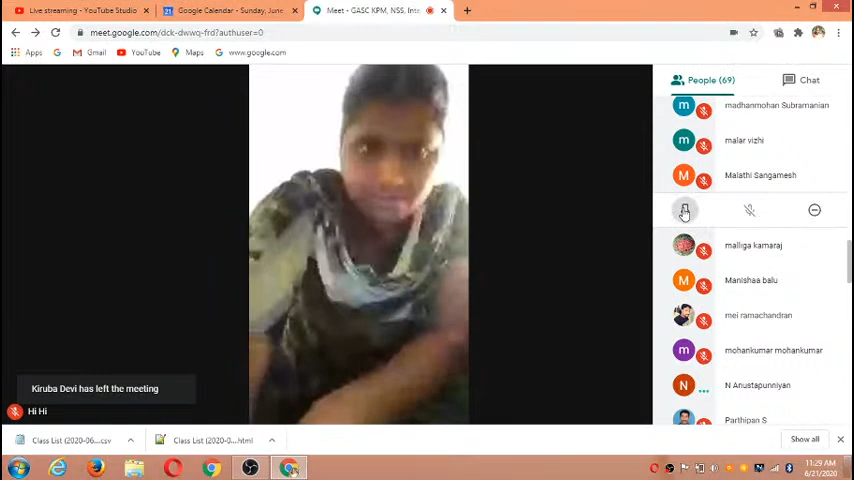 Live streaming - YouTube Studio
Google Calendar - Sunday, June
Meet - GASC KPM, NSS, Int
meet.google.com/dck-dwwq-frd?authuser=0
Apps
Gmail
YouTube
Maps
www.google.com
People (69)
Chat
madhanmohan Subramanian
malar vizhi
Malathi Sangamesh
malliga kamaraj
Manishaa balu
mei ramachandran
mohankumar mohankumar
N Anustapunniyan
Parthipan S
Kiruba Devi has left the meeting
Hi Hi
Class List (2020-06....csv
Class List (2020-0....html
Show all
11:29 AM
6/21/2020